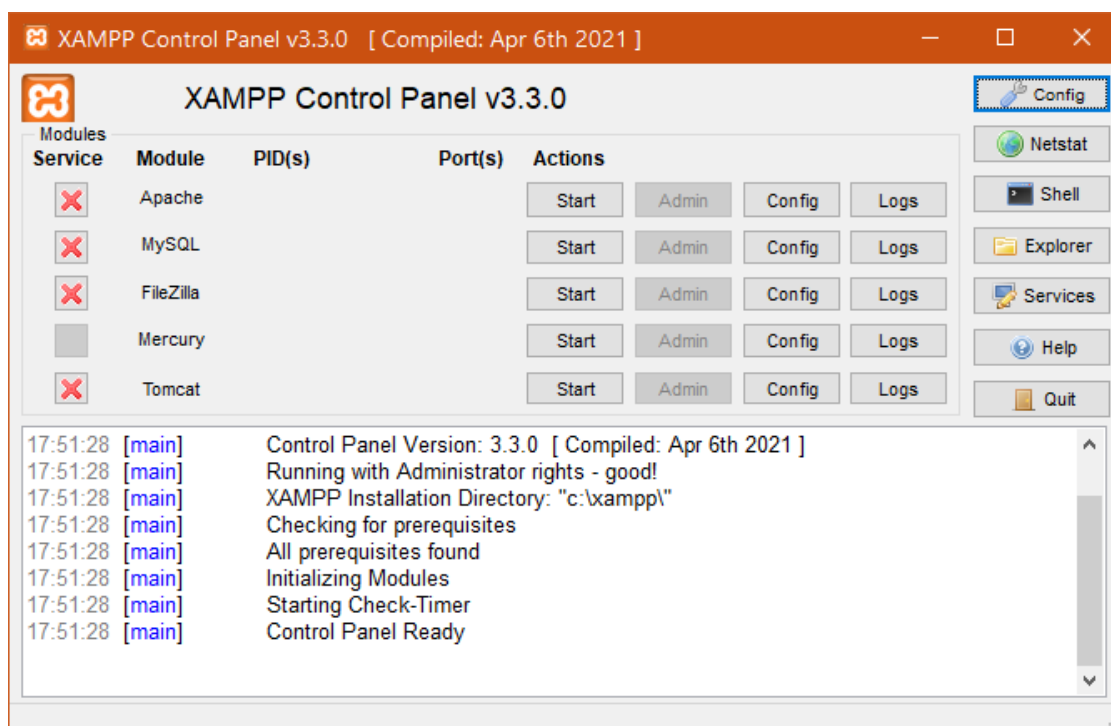 XAMPP Control Panel v3.3.0 [ Compiled: Apr 6th 2021 ]
XAMPP Control Panel v3.3.0
Config
Modules
Service Module PID(s) Port(s) Actions
Netstat
Apache Start Admin Config Logs
Shell
MySQL Start Admin Config Logs
Explorer
FileZilla Start Admin Config Logs
Services
Mercury Start Admin Config Logs
Help
Tomcat Start Admin Config Logs
Quit
17:51:28 [main] Control Panel Version: 3.3.0 [ Compiled: Apr 6th 2021 ]
17:51:28 [main] Running with Administrator rights - good!
17:51:28 [main] XAMPP Installation Directory: "c:\xampp\"
17:51:28 [main] Checking for prerequisites
17:51:28 [main] All prerequisites found
17:51:28 [main] Initializing Modules
17:51:28 [main] Starting Check-Timer
17:51:28 [main] Control Panel Ready